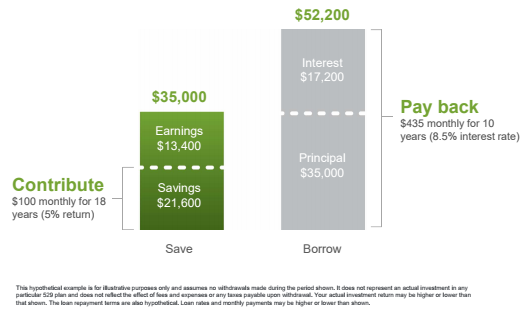 $52,200
Interest
$17,200
$35,000
Earnings
$13,400
Pay back
$435 monthly for 10
years (8.5% interest rate)
Principal
$35,000
Contribute
$100 monthly for 18
years (5% return)
Savings
$21,600
Save
Borrow
This hypothetical example is for illustrative purposes only and assumes no withdrawals made during the period shown. It does not represent an actual investment in any
particular 529 plan and does not reflect the effect of fees and expenses or any taxes payable upon withdrawal. Your actual investment return may be higher or lower than
that shown. The loan repayment terms are also hypothetical. Loan rates and monthly payments may be higher or lower than shown.